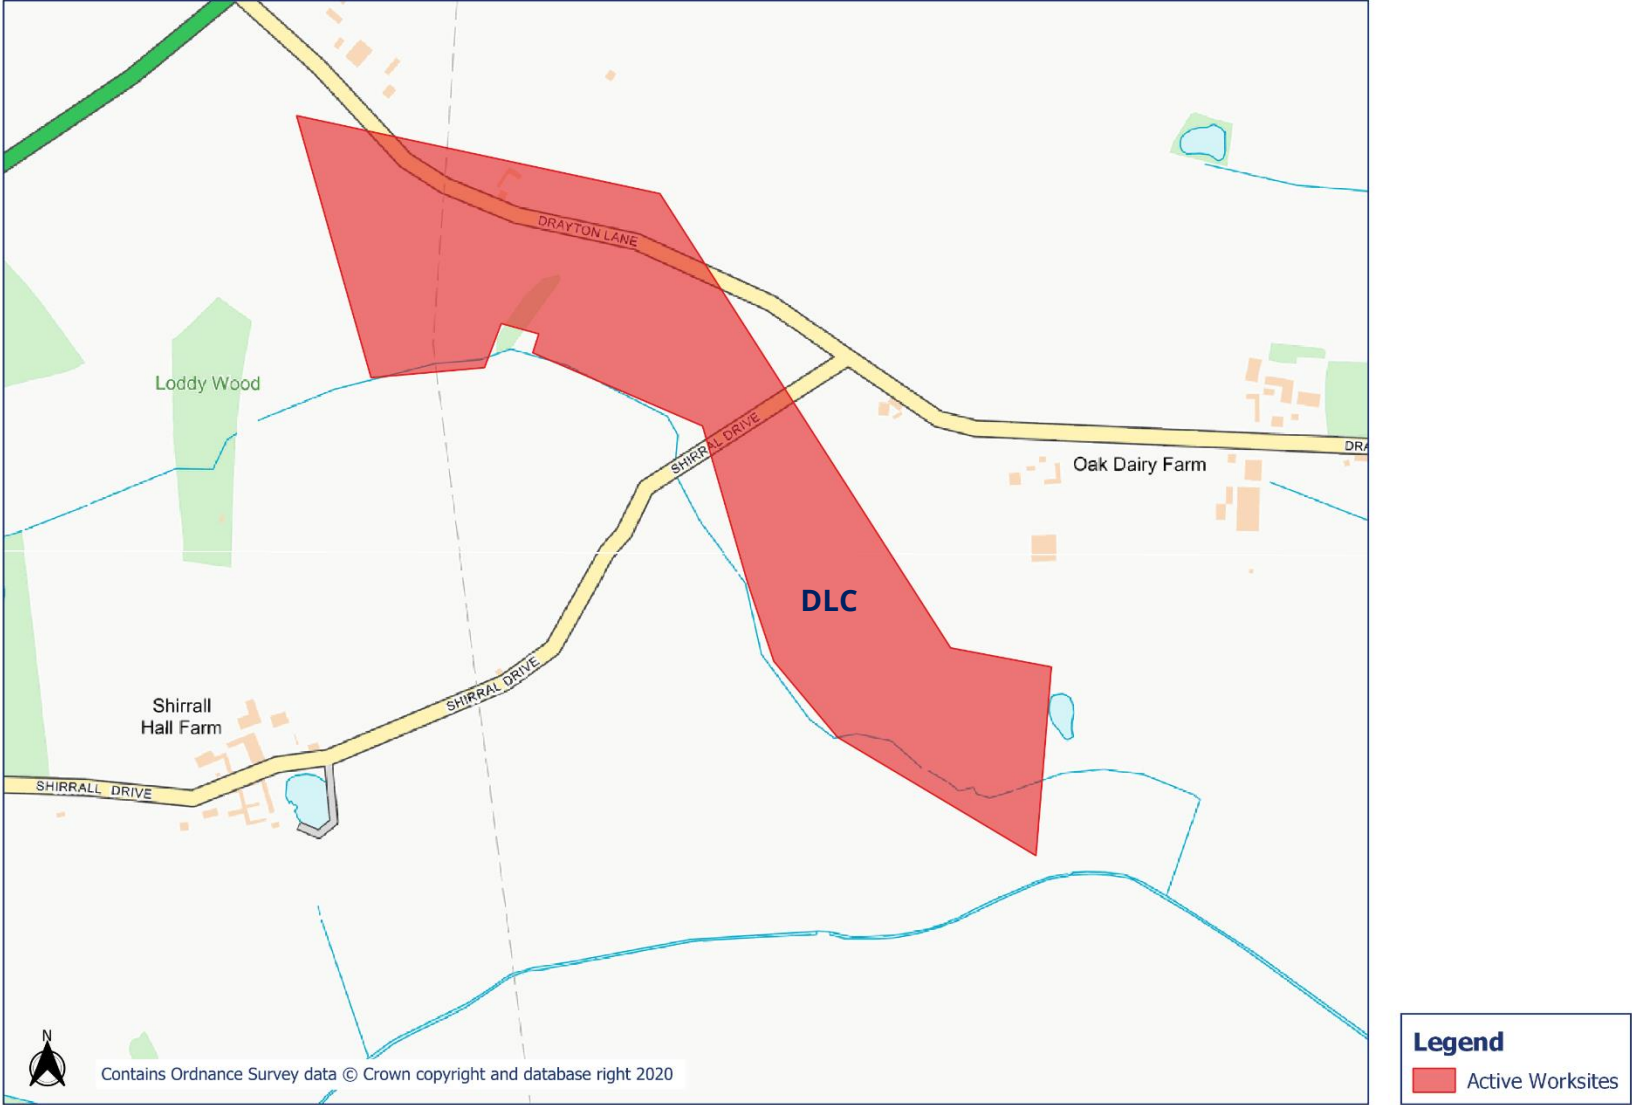 DRAYTON LANE
Loddy Wood
SHIRRAL DRIVE
DRA
Oak Dairy Farm
DLC
SHIRRAL DRIVE
Shirrall
Hall Farm
SHIRRALL DRIVE
N
Contains Ordnance Survey data © Crown copyright and database right 2020
Legend
Active Worksites